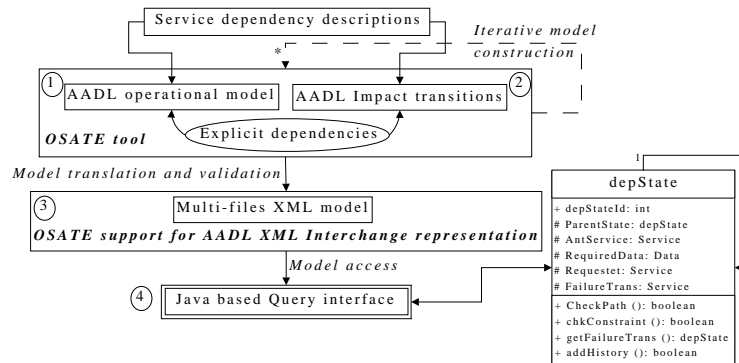 Service dependency descriptions
Iterative model
construction
*
1
2
AADL operational model
AADL Impact transitions
Explicit dependencies
OSATE tool
Model translation and validation
3
Multi-files XML model
OSATE support for AADL XML Interchange representation
Model access
4
Java based Query interface
1
depState
+ depStateId: int
# ParentState: depState
# AntService: Service
# RequiredData: Data
# Requestet: Service
# FailureTrans: Service
+ CheckPath (): boolean
+ chkConstraint (): boolean
+ getFailureTrans (): depState
+ addHistory (): boolean